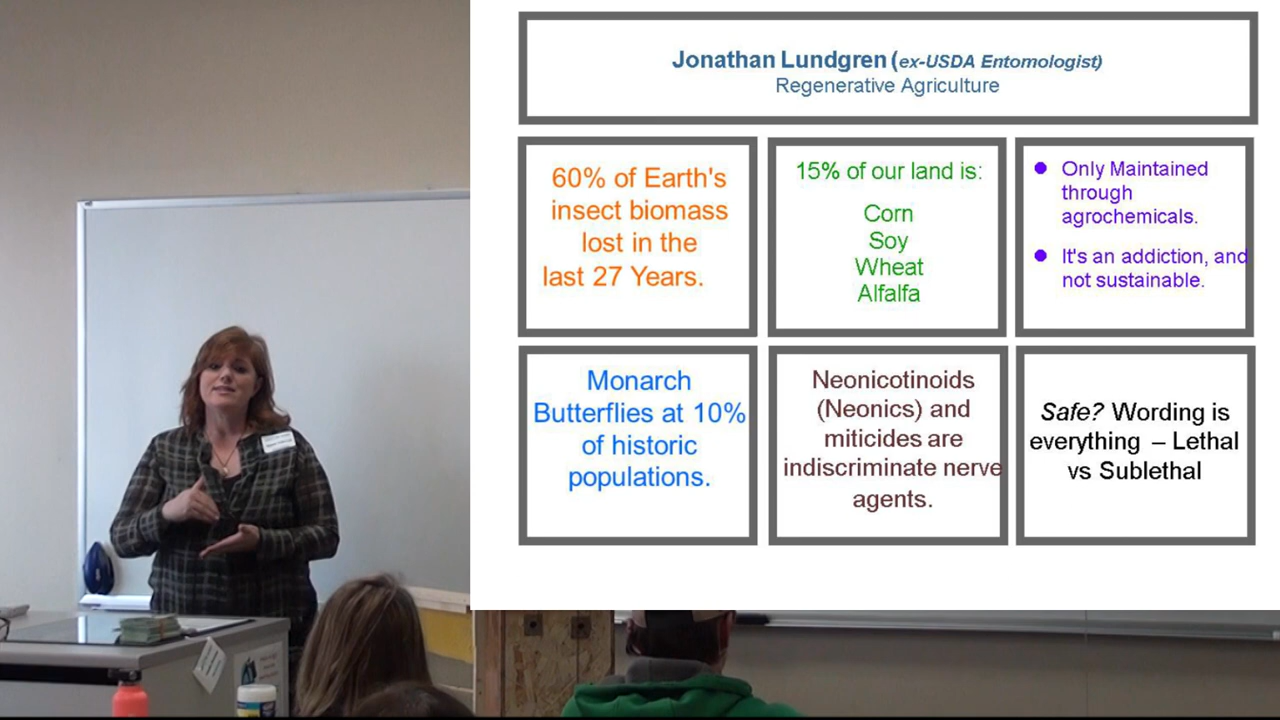 Jonathan Lundgren (ex-USDA Entomologist)
Regenerative Agriculture
60% of Earth's
insect biomass
lost in the
last 27 Years.
15% of our land is:
Corn
Soy
Wheat
Alfalfa
● Only Maintained
through
agrochemicals.
● It's an addiction, and
not sustainable.
Monarch
Butterflies at 10%
of historic
populations.
Neonicotinoids
(Neonics) and
miticides are
indiscriminate nerve
agents.
Safe? Wording is
everything – Lethal
vs Sublethal